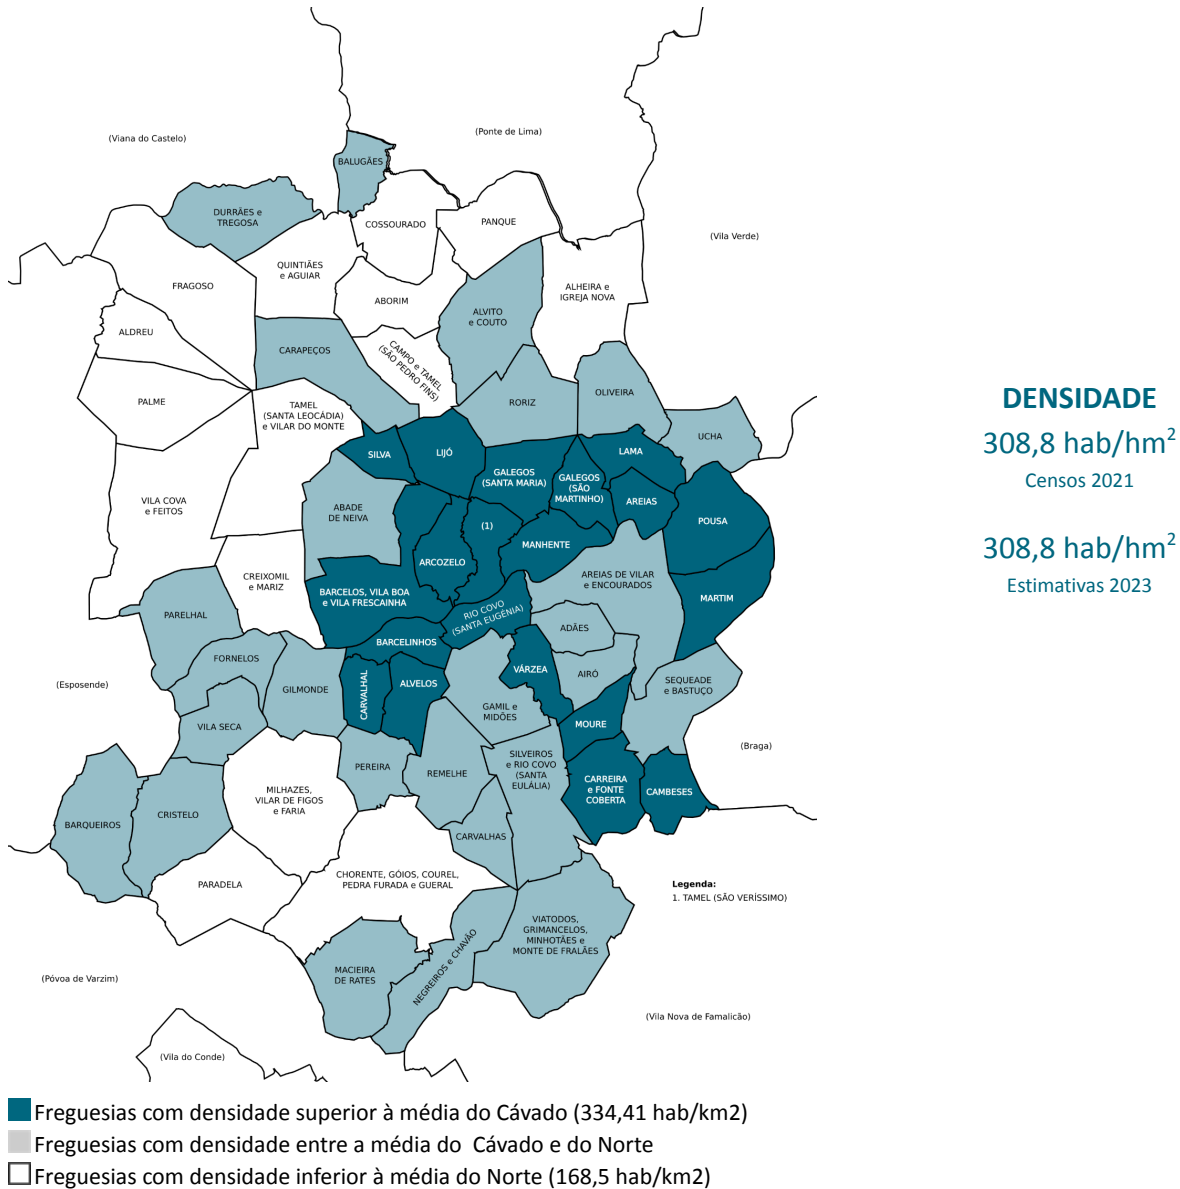 (Viana do Castelo)
(Ponte de Lima)
BALUGÃES
DURRÃES e
TREGOSA
COSSOURADO
PANQUE
(Vila Verde)
QUINTIÃES
e AGUIAR
FRAGOSO
ALHEIRA e
IGREJA NOVA
ABORIM
ALVITO
e COUTO
ALDREU
CARAPEÇOS
CAMPO e TAMEL
(SÃO PEDRO FINS)
PALME
TAMEL
(SANTA LEOCÁDIA)
e VILAR DO MONTE
RORIZ
OLIVEIRA
UCHA
SILVA
LIJÓ
LAMA
GALEGOS
(SANTA MARIA)
GALEGOS
(SÃO
MARTINHO)
AREIAS
VILA COVA
e FEITOS
ABADE
DE NEIVA
(1)
POUSA
MANHENTE
ARCOZELO
CREIXOMIL
e MARIZ
BARCELOS, VILA BOA
e VILA FRESCAINHA
AREIAS DE VILAR
e ENCOURADOS
MARTIM
PARELHAL
RIO COVO
(SANTA EUGÉNIA)
ADÃES
BARCELINHOS
FORNELOS
VÁRZEA
AIRÓ
(Esposende)
GILMONDE
CARVALHAL
ALVELOS
SEQUEADE
e BASTUÇO
VILA SECA
GAMIL e
MIDÕES
MOURE
(Braga)
PEREIRA
REMELHE
SILVEIROS
e RIO COVO
(SANTA
EULÁLIA)
CARREIRA
e FONTE
COBERTA
CAMBESES
MILHAZES,
VILAR DE FIGOS
e FARIA
BARQUEIROS
CRISTELO
CARVALHAS
PARADELA
CHORENTE, GÓIOS, COUREL,
PEDRA FURADA e GUERAL
Legenda:
1. TAMEL (SÃO VERÍSSIMO)
VIATODOS,
GRIMANCELOS,
MINHOTÃES e
MONTE DE FRALÃES
MACIEIRA
DE RATES
NEGREIROS e CHAVÃO
(Póvoa de Varzim)
(Vila Nova de Famalicão)
(Vila do Conde)
DENSIDADE
308,8 hab/hm²
Censos 2021
308,8 hab/hm²
Estimativas 2023
Freguesias com densidade superior à média do Cávado (334,41 hab/km2)
Freguesias com densidade entre a média do Cávado e do Norte
Freguesias com densidade inferior à média do Norte (168,5 hab/km2)